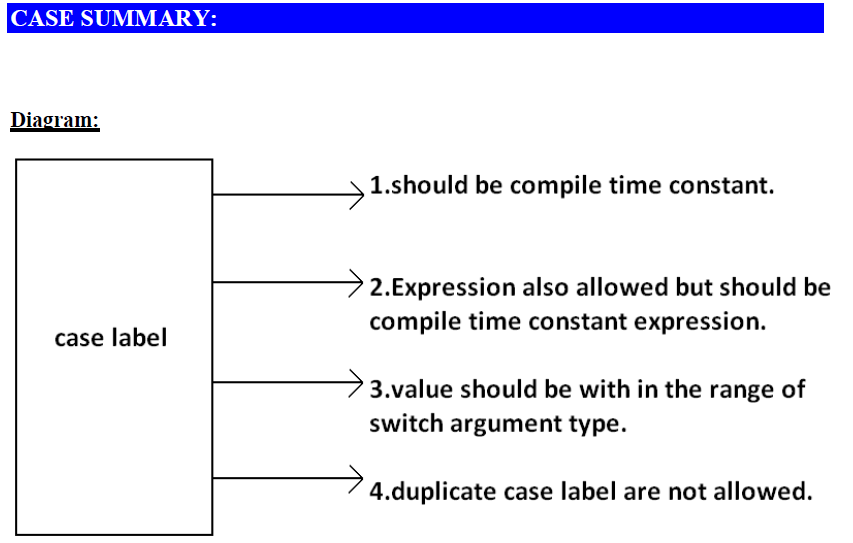 CASE SUMMARY:
Diagram:
1.should be compile time constant.
2.Expression also allowed but should be
compile time constant expression.
case label
3.value should be with in the range of
switch argument type.
4.duplicate case label are not allowed.